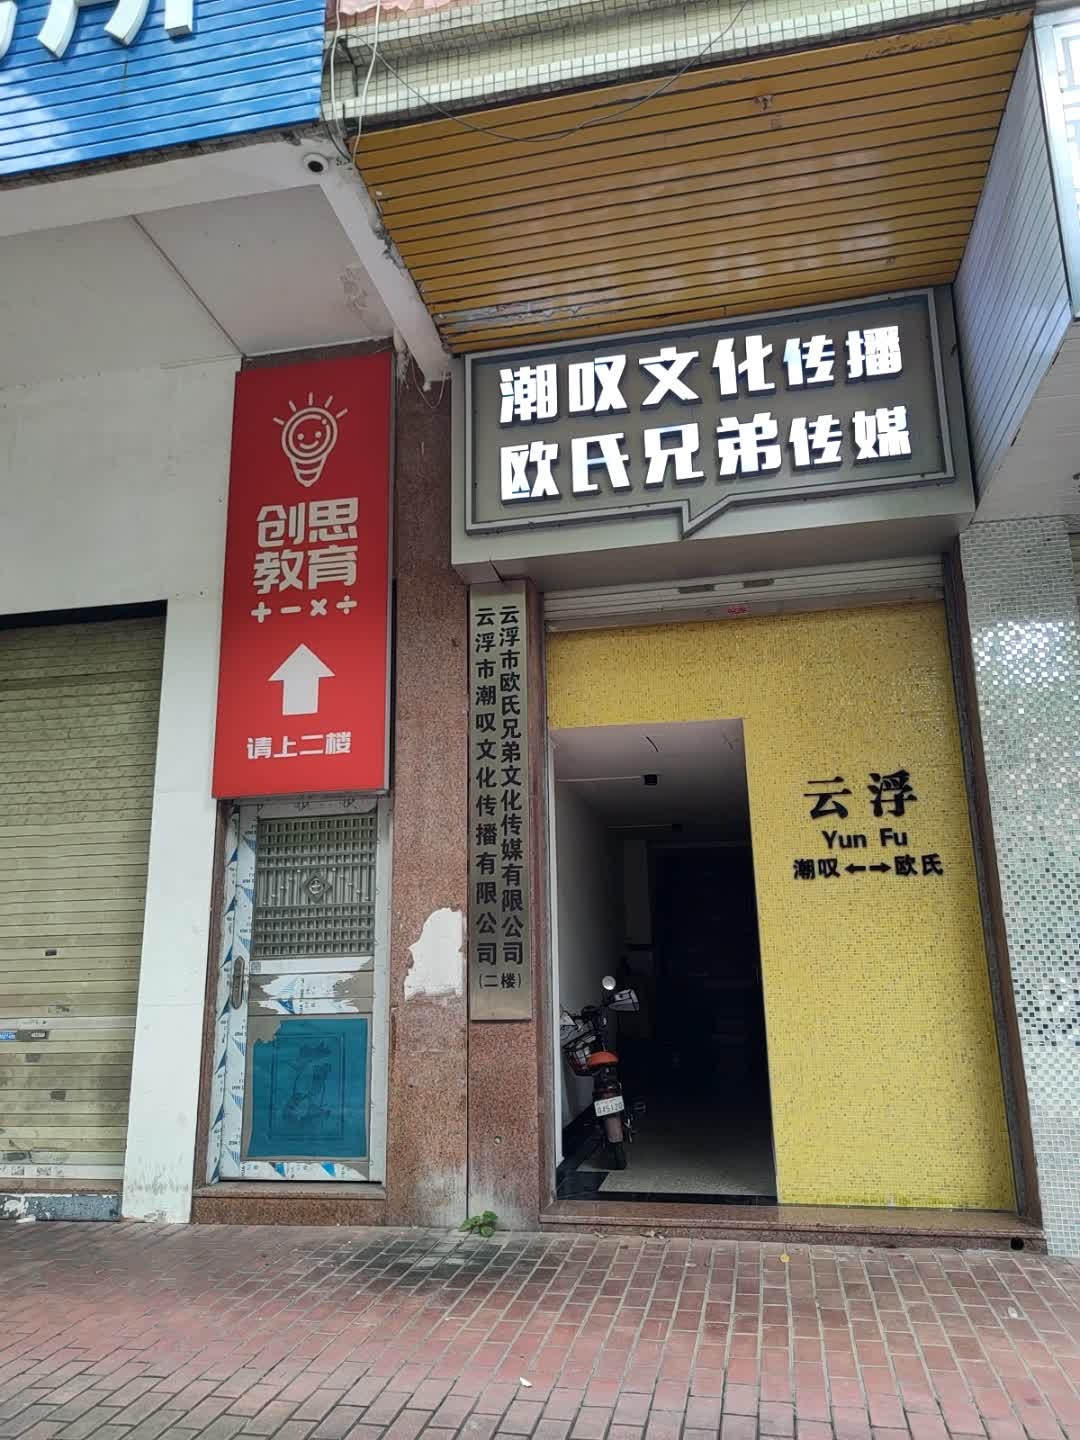 潮叹文化传播
欧氏兄弟传媒
创思
教育
+-×÷
请上二楼
云浮市欧氏兄弟文化传媒有限公司
云浮市潮叹文化传播有限公司
(二楼)
云浮
Yun Fu
潮叹←→欧氏